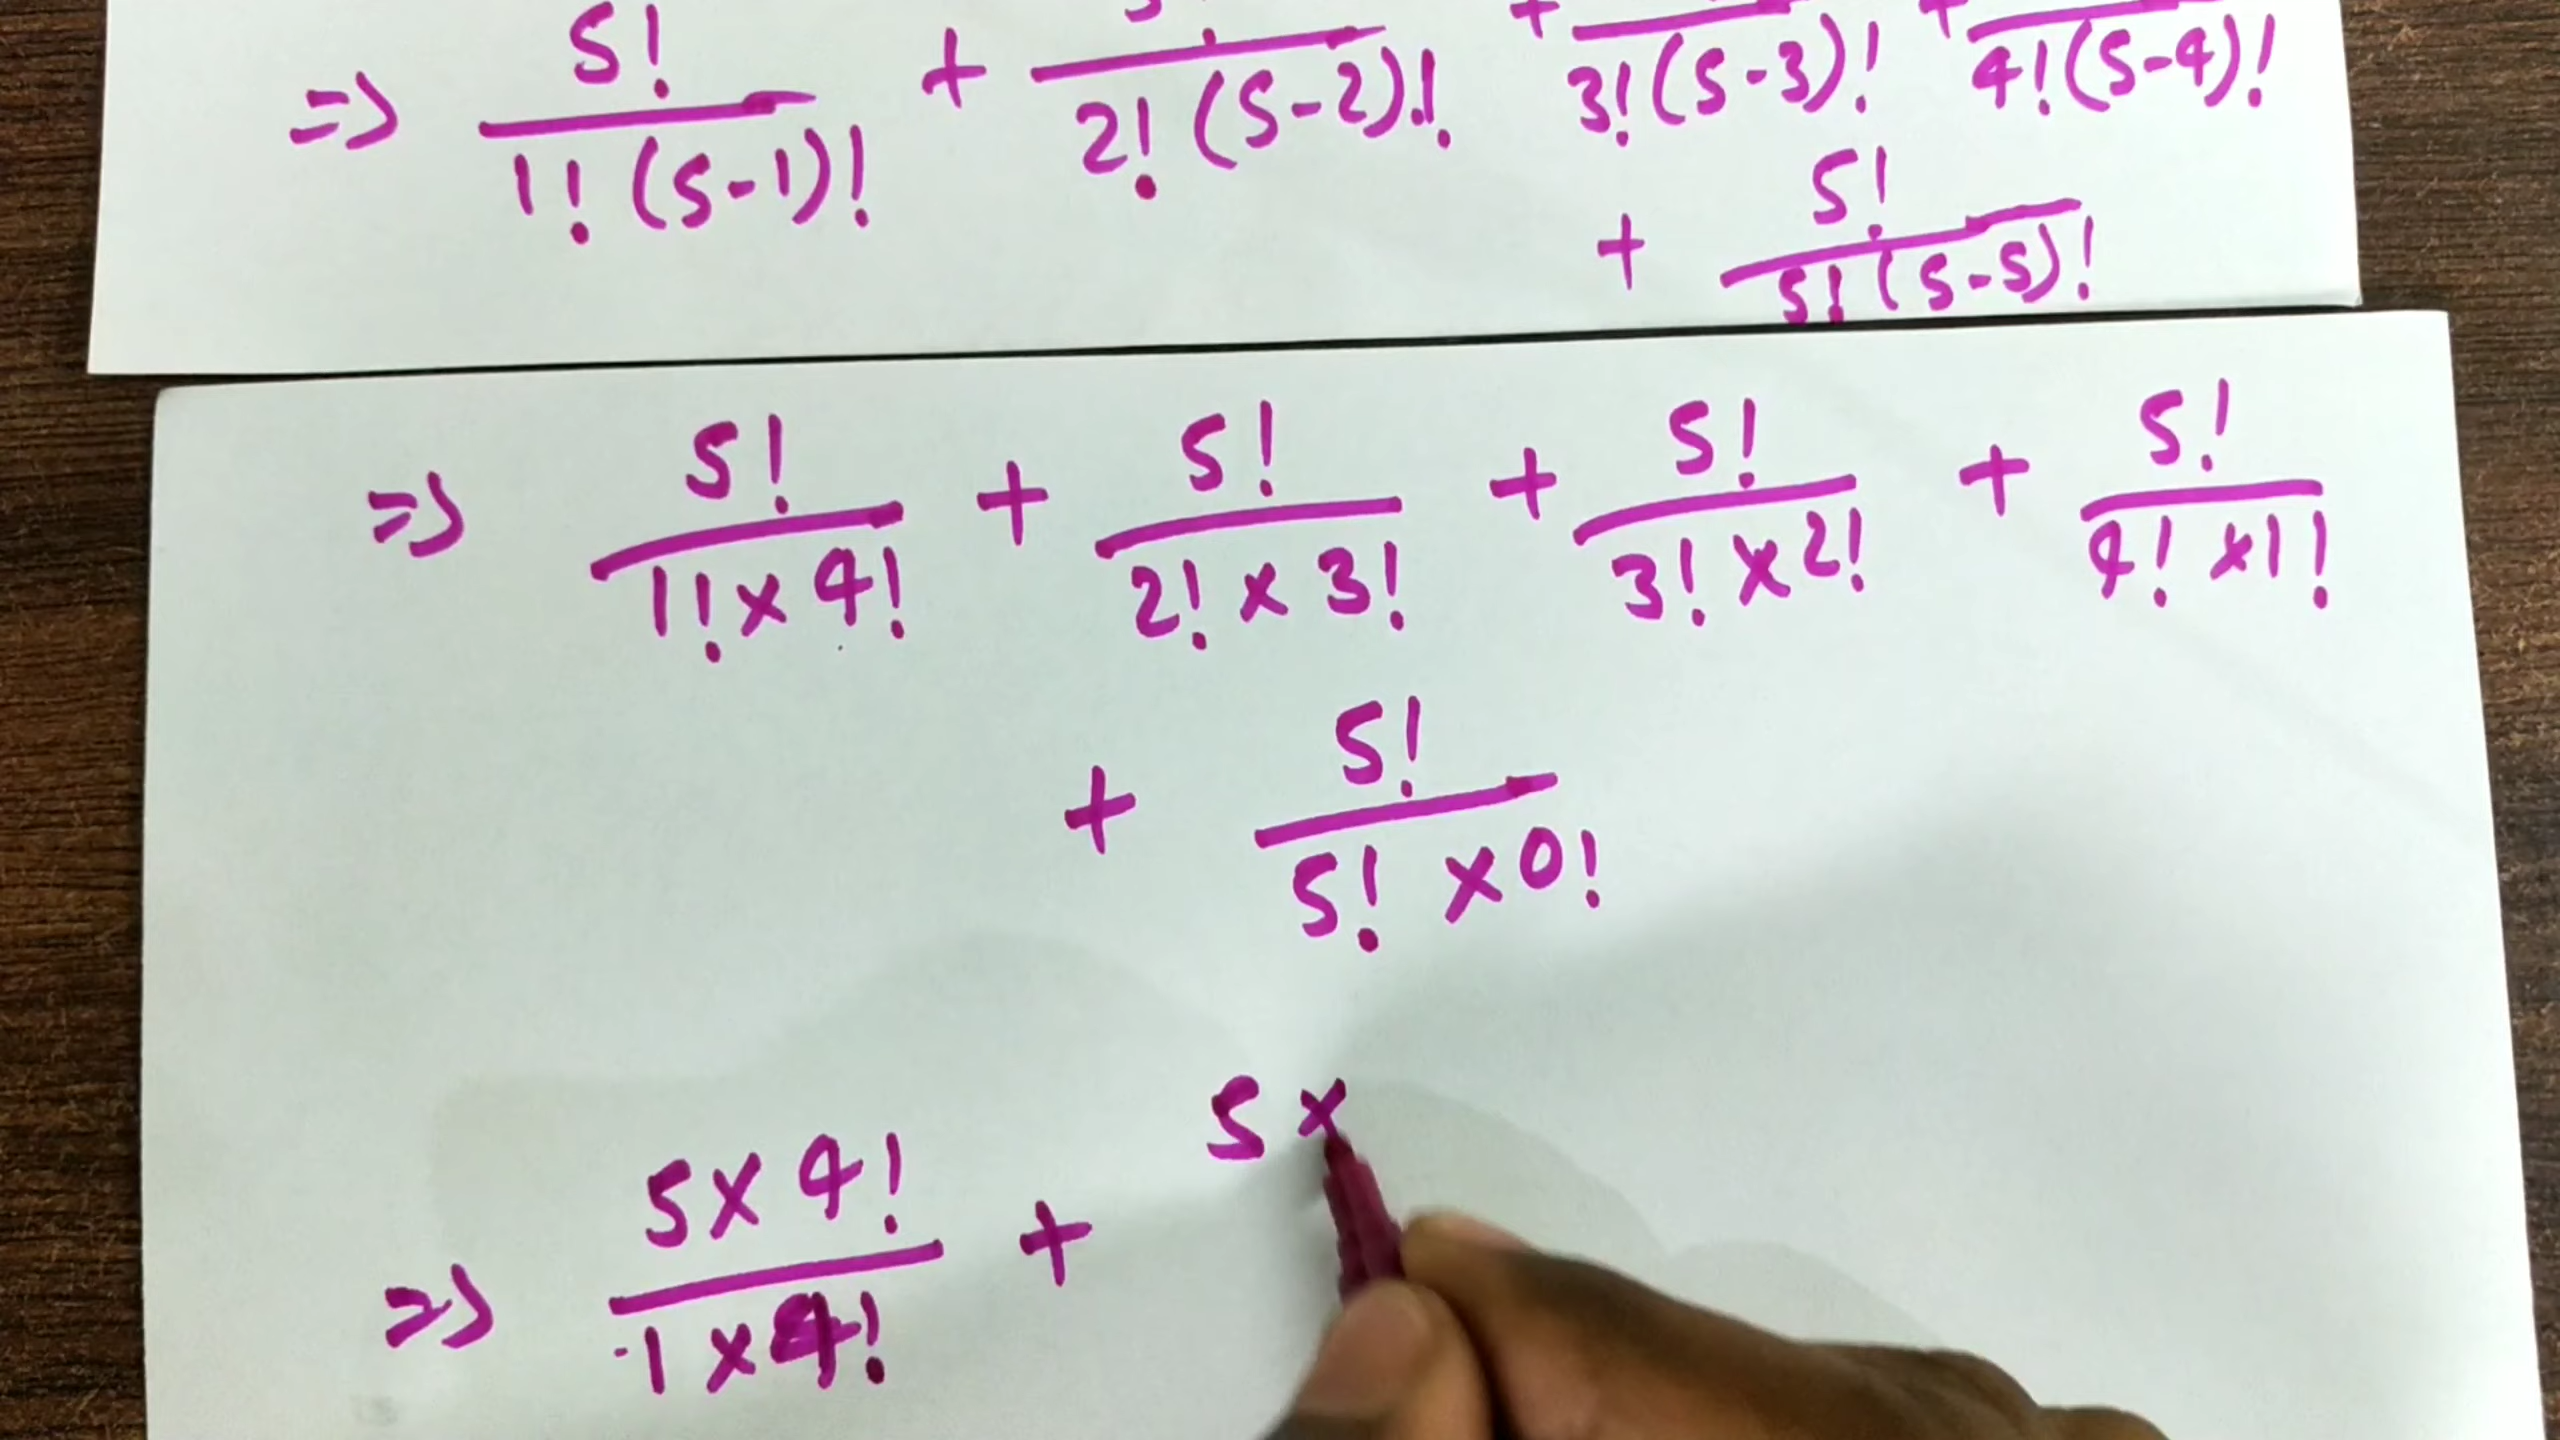 => 5!/1!(5-1)! + 5!/2!(5-2)! + /3!(5-3)! + /4!(5-4)!
+ 5!/5!(5-5)!
=> 5!/1!×4! + 5!/2!×3! + 5!/3!×2! + 5!/4!×1!
+ 5!/5!×0!
=> 5×4!/1×4! + 5×